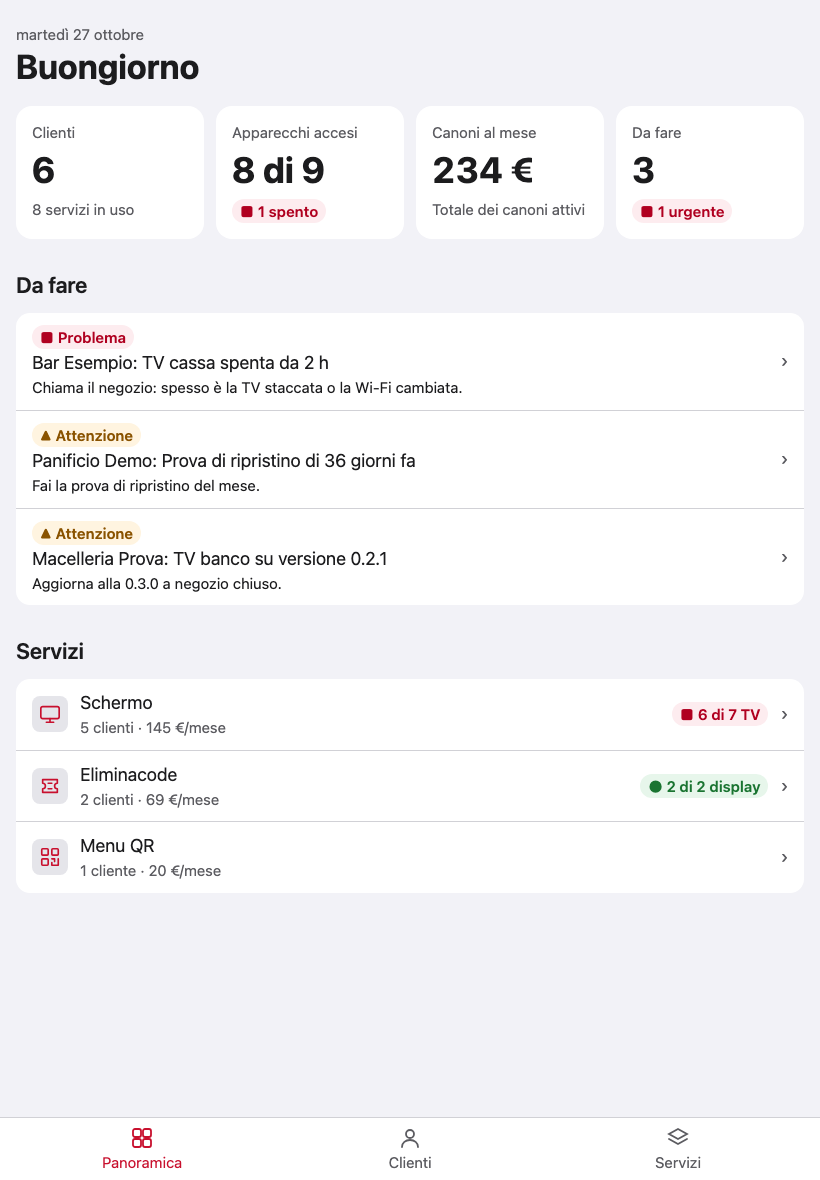 martedì 27 ottobre
Buongiorno
Clienti
6
8 servizi in uso
Apparecchi accesi
8 di 9
1 spento
Canoni al mese
234 €
Totale dei canoni attivi
Da fare
3
1 urgente
Da fare
Problema
Bar Esempio: TV cassa spenta da 2 h
Chiama il negozio: spesso è la TV staccata o la Wi-Fi cambiata.
Attenzione
Panificio Demo: Prova di ripristino di 36 giorni fa
Fai la prova di ripristino del mese.
Attenzione
Macelleria Prova: TV banco su versione 0.2.1
Aggiorna alla 0.3.0 a negozio chiuso.
Servizi
Schermo
5 clienti · 145 €/mese
6 di 7 TV
Eliminacode
2 clienti · 69 €/mese
2 di 2 display
Menu QR
1 cliente · 20 €/mese
Panoramica
Clienti
Servizi